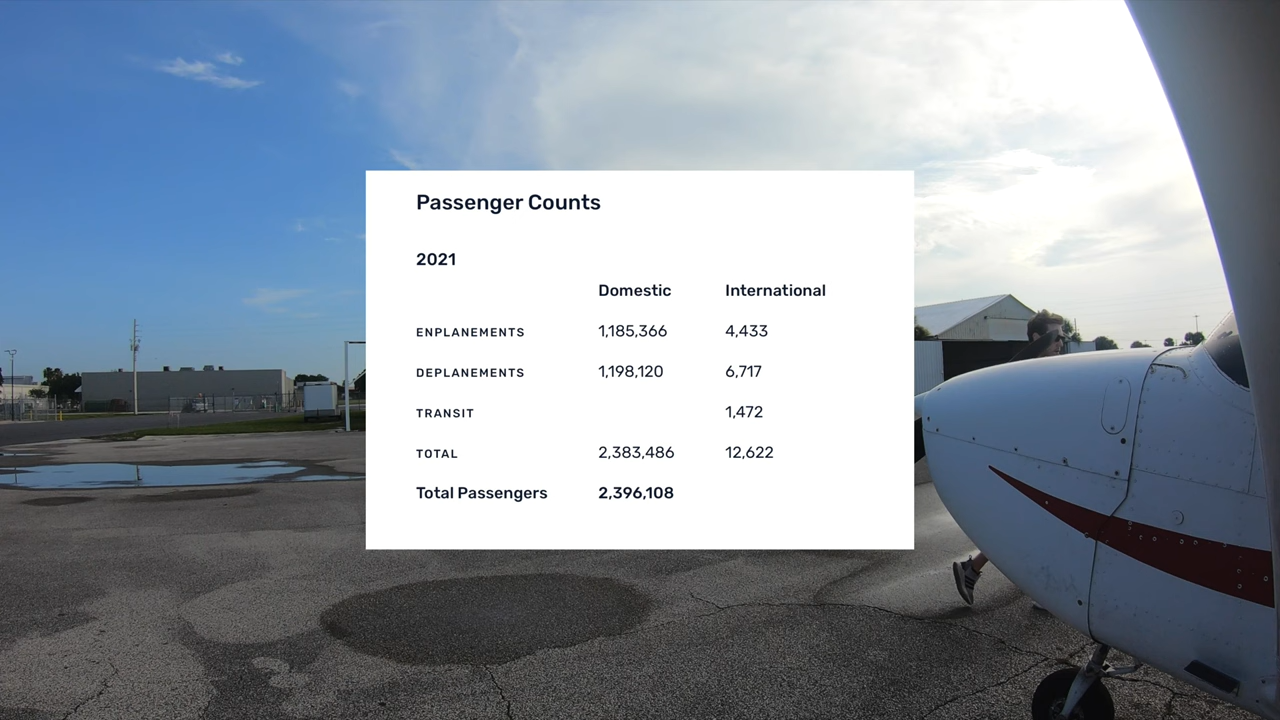 Passenger Counts
2021
Domestic International
ENPLANEMENTS 1,185,366 4,433
DEPLANEMENTS 1,198,120 6,717
TRANSIT 1,472
TOTAL 2,383,486 12,622
Total Passengers 2,396,108